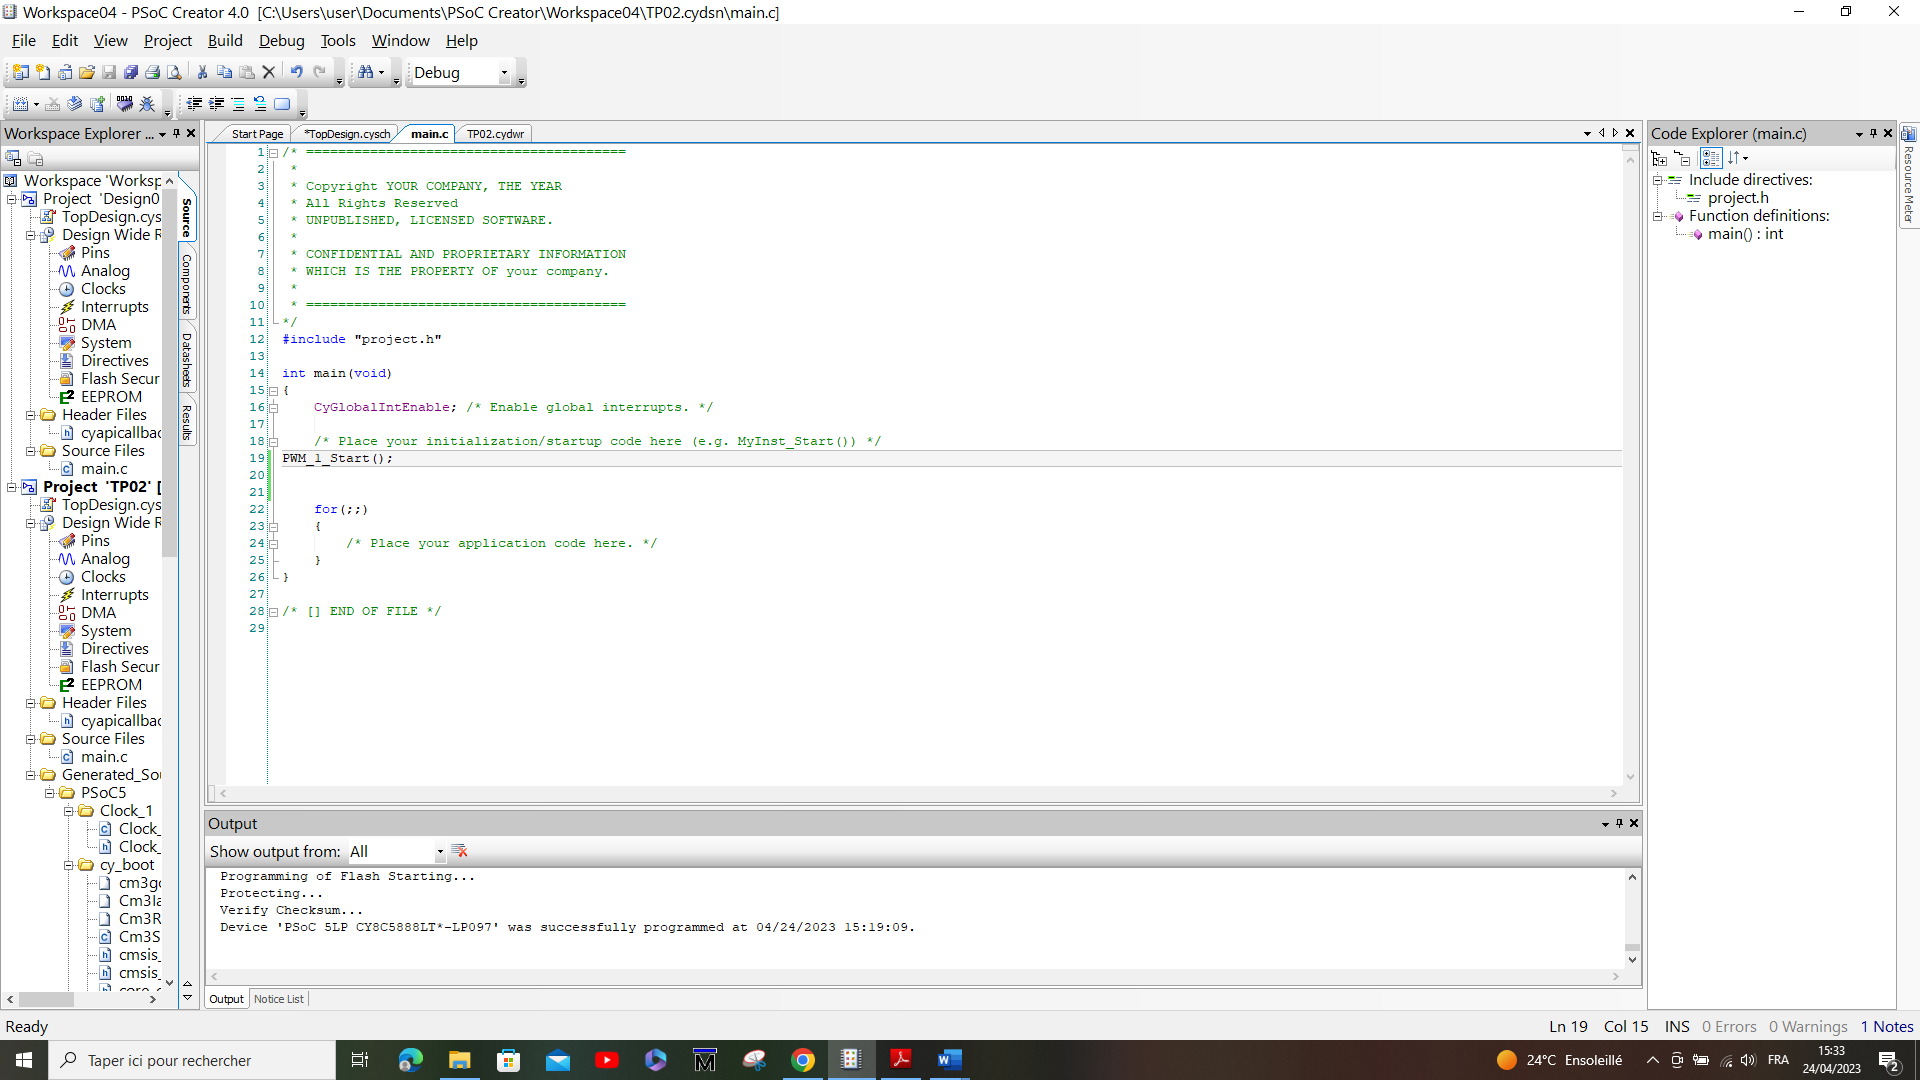 Workspace04 - PSoC Creator 4.0  [C:\Users\user\Documents\PSoC Creator\Workspace04\TP02.cydsn\main.c]
File Edit View Project Build Debug Tools Window Help
Debug
Workspace Explorer ...
Workspace 'Worksp
Project 'Design0
TopDesign.cys
Design Wide R
Pins
Analog
Clocks
Interrupts
DMA
System
Directives
Flash Secur
EEPROM
Header Files
cyapicallbac
Source Files
main.c
Project 'TP02' [
TopDesign.cys
Design Wide R
Pins
Analog
Clocks
Interrupts
DMA
System
Directives
Flash Secur
EEPROM
Header Files
cyapicallbac
Source Files
main.c
Generated_Sou
PSoC5
Clock_1
Clock_
Clock_
cy_boot
cm3gc
Cm3Ia
Cm3R
Cm3S
cmsis_
cmsis_
Source
Components
Datasheets
Results
Start Page *TopDesign.cysch main.c TP02.cydwr
1 /* ========================================
2  *
3  * Copyright YOUR COMPANY, THE YEAR
4  * All Rights Reserved
5  * UNPUBLISHED, LICENSED SOFTWARE.
6  *
7  * CONFIDENTIAL AND PROPRIETARY INFORMATION
8  * WHICH IS THE PROPERTY OF your company.
9  *
10  * ========================================
11 */
12 #include "project.h"
13
14 int main(void)
15 {
16     CyGlobalIntEnable; /* Enable global interrupts. */
17
18     /* Place your initialization/startup code here (e.g. MyInst_Start()) */
19 PWM_1_Start();
20
21
22     for(;;)
23     {
24         /* Place your application code here. */
25     }
26 }
27
28 /* [] END OF FILE */
29
Output
Show output from: All
Programming of Flash Starting...
Protecting...
Verify Checksum...
Device 'PSoC 5LP CY8C5888LT*-LP097' was successfully programmed at 04/24/2023 15:19:09.
Output Notice List
Code Explorer (main.c)
Include directives:
project.h
Function definitions:
main() : int
Resource Meter
Ready
Ln 19 Col 15 INS 0 Errors 0 Warnings 1 Notes
Taper ici pour rechercher
24°C Ensoleillé
FRA
15:33
24/04/2023
2